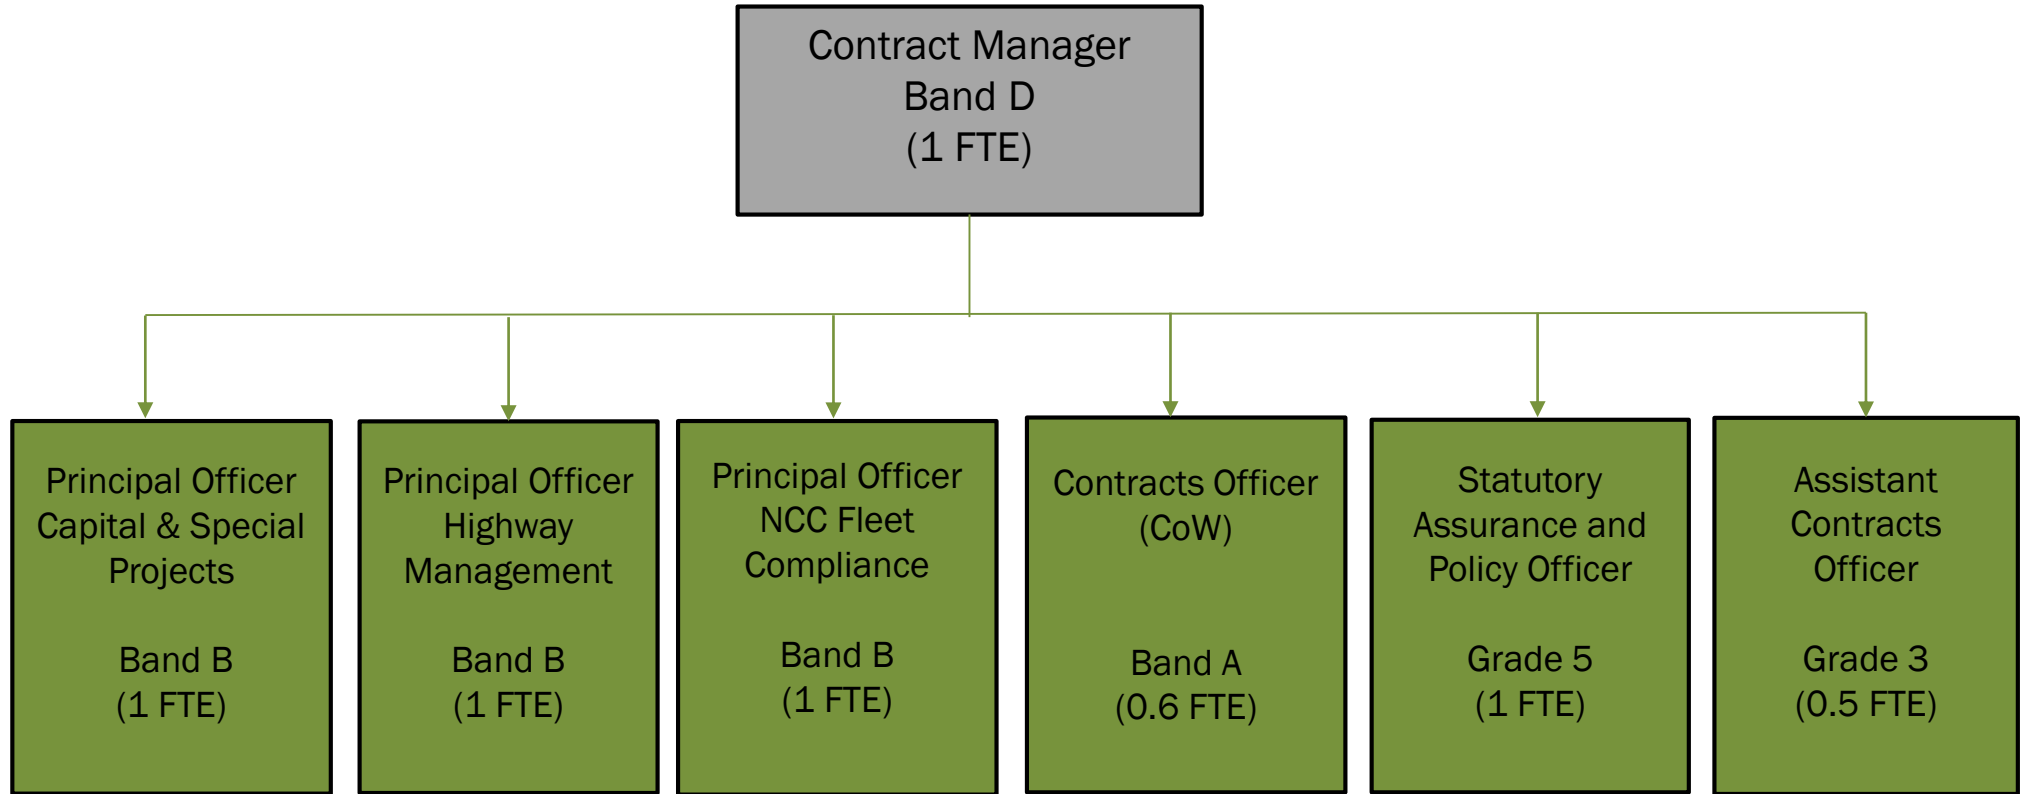 Contract Manager
Band D
(1 FTE)
Principal Officer
Capital & Special
Projects
Band B
(1 FTE)
Principal Officer
Highway
Management
Band B
(1 FTE)
Principal Officer
NCC Fleet
Compliance
Band B
(1 FTE)
Contracts Officer
(CoW)
Band A
(0.6 FTE)
Statutory
Assurance and
Policy Officer
Grade 5
(1 FTE)
Assistant
Contracts
Officer
Grade 3
(0.5 FTE)